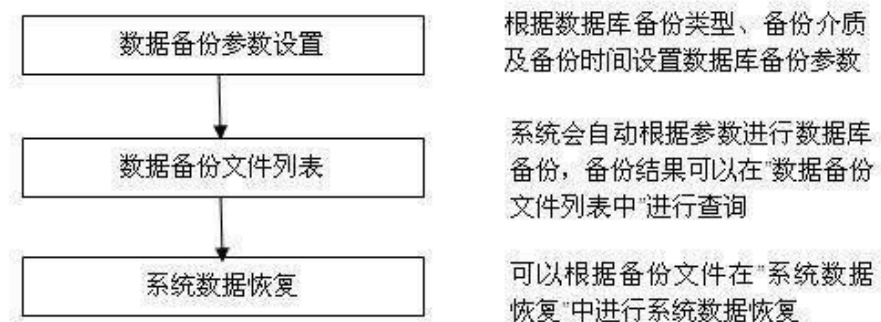 数据备份参数设置
根据数据库备份类型、备份介质
及备份时间设置数据库备份参数
数据备份文件列表
系统会自动根据参数进行数据库
备份，备份结果可以在"数据备份
文件列表中"进行查询
系统数据恢复
可以根据备份文件在"系统数据
恢复"中进行系统数据恢复